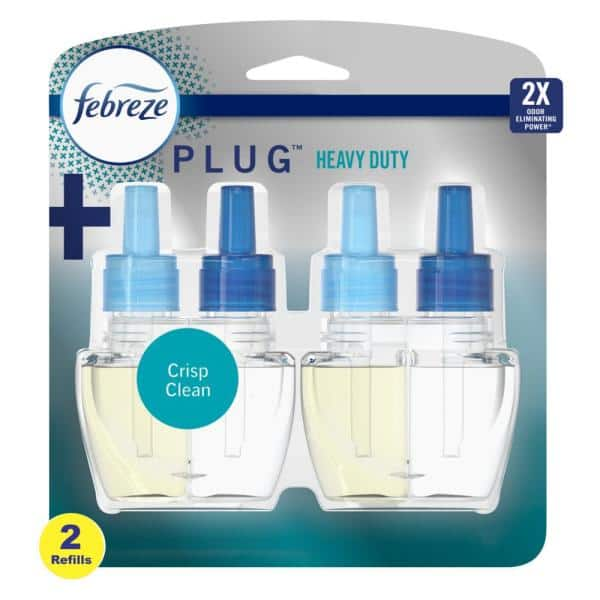 febreze
2X
ODOR
ELIMINATING
POWER*
PLUG™ HEAVY DUTY
Crisp
Clean
2
Refills